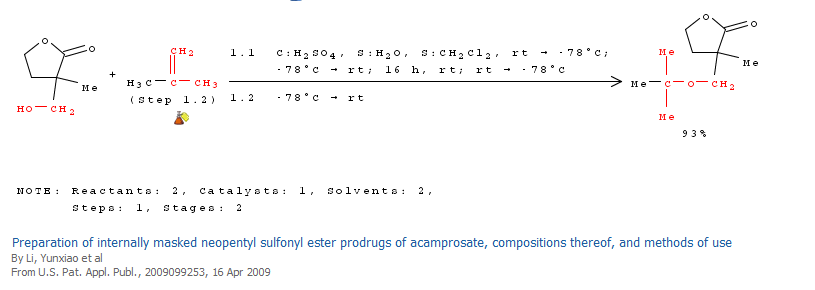 O
O
Me
HO—CH2
+
CH2
H3C—C—CH3
(Step 1.2)
1.1 C:H2SO4, S:H2O, S:CH2Cl2, rt → -78°C;
-78°C → rt; 16 h, rt; rt → -78°C
1.2 -78°C → rt
O
O
Me
Me
Me—C—O—CH2
Me
93%
NOTE: Reactants: 2, Catalysts: 1, Solvents: 2,
Steps: 1, Stages: 2
Preparation of internally masked neopentyl sulfonyl ester prodrugs of acamprosate, compositions thereof, and methods of use
By Li, Yunxiao et al
From U.S. Pat. Appl. Publ., 2009099253, 16 Apr 2009